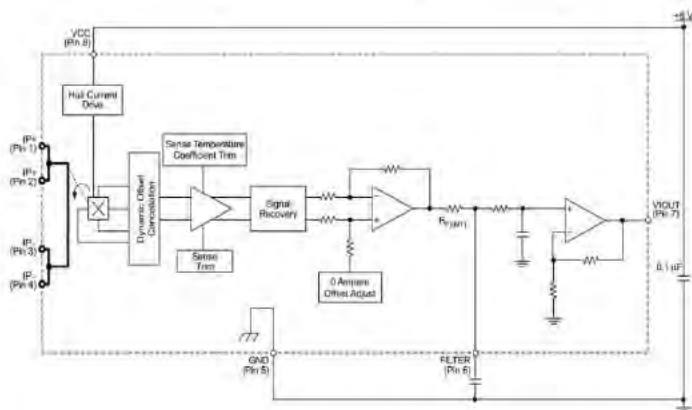 +5 V
VCC
(Pin 8)
Hall Current
Drive
IP+
(Pin 1)
IP+
(Pin 2)
IP−
(Pin 3)
IP−
(Pin 4)
Dynamic Offset
Cancellation
Sense Temperature
Coefficient Trim
Sense
Trim
Signal
Recovery
0 Ampere
Offset Adjust
RF(INT)
VIOUT
(Pin 7)
0.1 µF
GND
(Pin 5)
FILTER
(Pin 6)